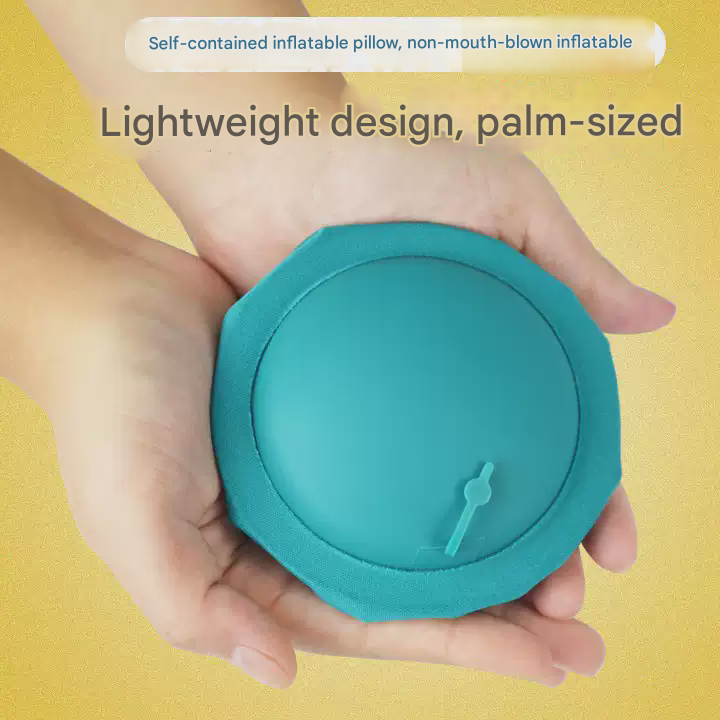 Self-contained inflatable pillow, non-mouth-blown inflatable
Lightweight design, palm-sized